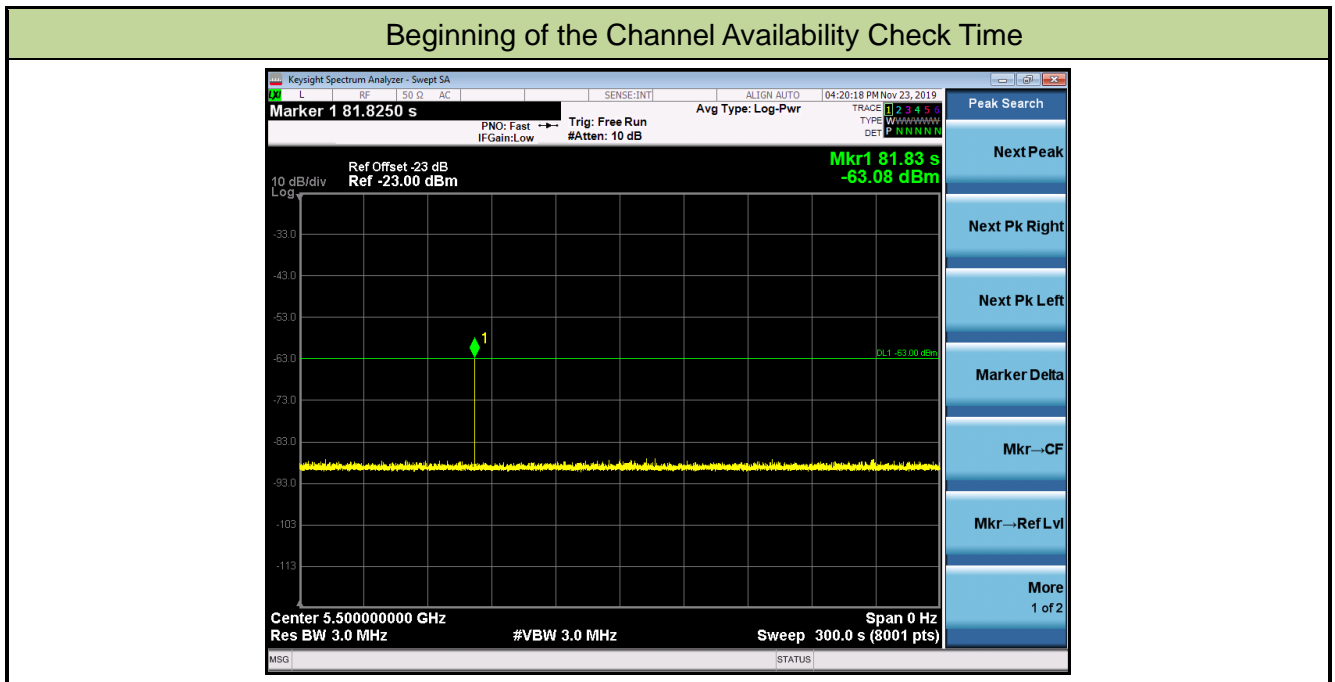 Beginning of the Channel Availability Check Time
Keysight Spectrum Analyzer - Swept SA
LXI L RF 50 Ω AC SENSE:INT ALIGN AUTO 04:20:18 PM Nov 23, 2019
Marker 1 81.8250 s
PNO: Fast
IFGain:Low
Trig: Free Run
#Atten: 10 dB
Avg Type: Log-Pwr
TRACE 1 2 3 4 5 6
TYPE WWWWWW
DET P N N N N N
Peak Search
Ref Offset -23 dB
10 dB/div Ref -23.00 dBm
Log
Mkr1 81.83 s
-63.08 dBm
-33.0
-43.0
-53.0
1
-63.0
DL1 -63.00 dBm
-73.0
-83.0
-93.0
-103
-113
Center 5.500000000 GHz Span 0 Hz
Res BW 3.0 MHz #VBW 3.0 MHz Sweep 300.0 s (8001 pts)
MSG STATUS
Next Peak
Next Pk Right
Next Pk Left
Marker Delta
Mkr→CF
Mkr→Ref Lvl
More
1 of 2